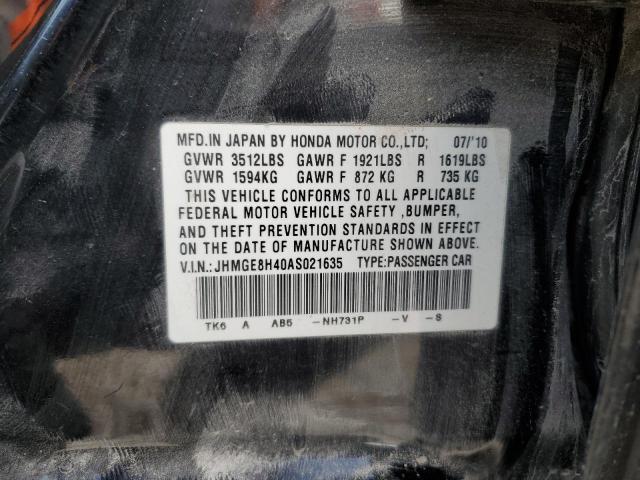 MFD.IN JAPAN BY HONDA MOTOR CO.,LTD; 07/'10
GVWR 3512LBS GAWR F 1921LBS R 1619LBS
GVWR 1594KG GAWR F 872 KG R 735 KG
THIS VEHICLE CONFORMS TO ALL APPLICABLE
FEDERAL MOTOR VEHICLE SAFETY ,BUMPER,
AND THEFT PREVENTION STANDARDS IN EFFECT
ON THE DATE OF MANUFACTURE SHOWN ABOVE.
V.I.N.:JHMGE8H40AS021635 TYPE:PASSENGER CAR
TK6 A AB5 -NH731P -V -S